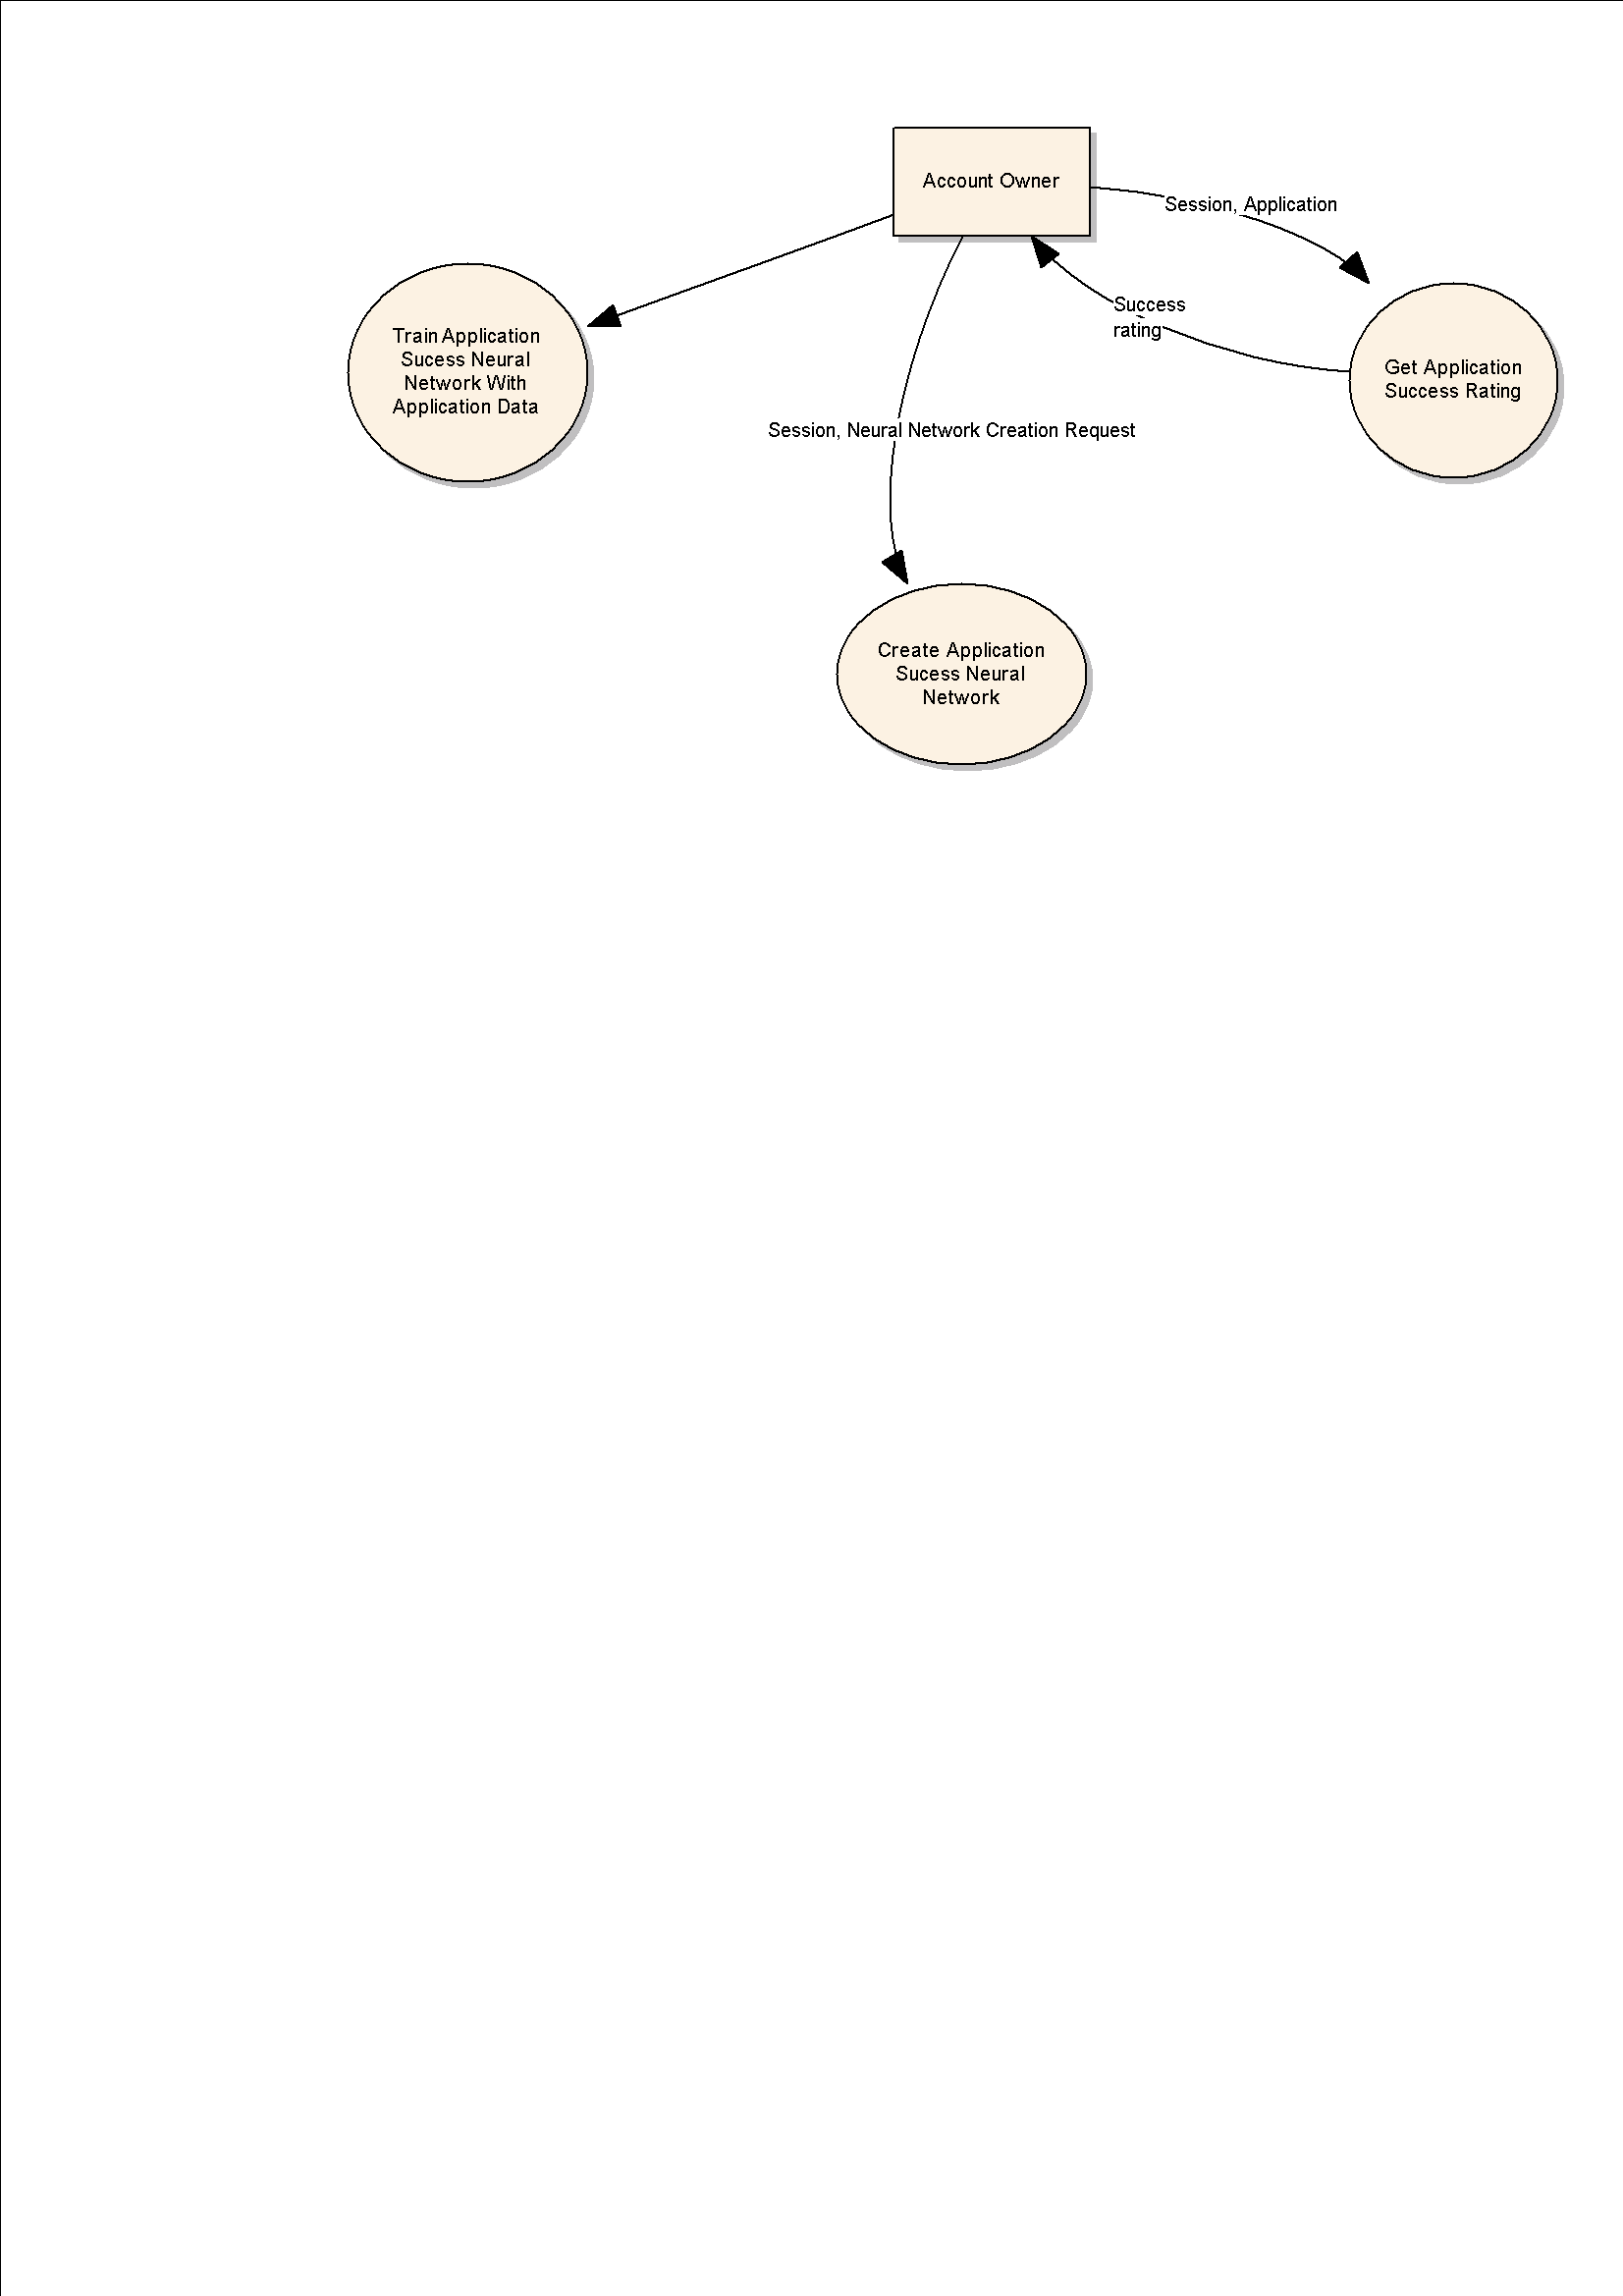 Account Owner
Session, Application
Success
rating
Train Application
Sucess Neural
Network With
Application Data
Get Application
Success Rating
Session, Neural Network Creation Request
Create Application
Sucess Neural
Network